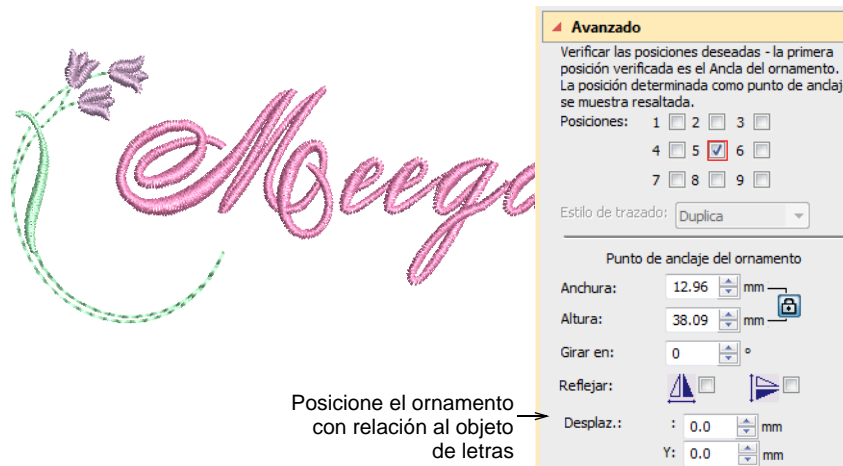 Meega
Avanzado
Verificar las posiciones deseadas - la primera
posición verificada es el Ancla del ornamento.
La posición determinada como punto de anclaj
se muestra resaltada.
Posiciones: 1 2 3
4 5 6
7 8 9
Estilo de trazado: Duplica
Punto de anclaje del ornamento
Anchura: 12.96 mm
Altura: 38.09 mm
Girar en: 0 °
Reflejar:
Desplaz.: : 0.0 mm
Y: 0.0 mm
Posicione el ornamento
con relación al objeto
de letras